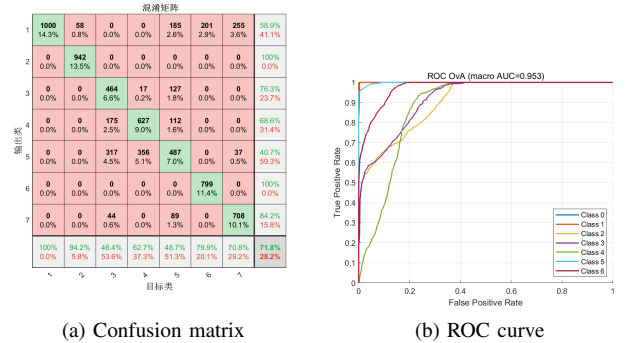 混淆矩阵
1 1000 58 0 0 185 201 255 58.9%
14.3% 0.8% 0.0% 0.0% 2.6% 2.9% 3.6% 41.1%
2 0 942 0 0 0 0 0 100%
0.0% 13.5% 0.0% 0.0% 0.0% 0.0% 0.0% 0.0%
3 0 0 464 17 127 0 0 76.3%
0.0% 0.0% 6.6% 0.2% 1.8% 0.0% 0.0% 23.7%
4 0 0 175 627 112 0 0 68.6%
0.0% 0.0% 2.5% 9.0% 1.6% 0.0% 0.0% 31.4%
5 0 0 317 356 487 0 37 40.7%
0.0% 0.0% 4.5% 5.1% 7.0% 0.0% 0.5% 59.3%
6 0 0 0 0 0 799 0 100%
0.0% 0.0% 0.0% 0.0% 0.0% 11.4% 0.0% 0.0%
7 0 0 44 0 89 0 708 84.2%
0.0% 0.0% 0.6% 0.0% 1.3% 0.0% 10.1% 15.8%
100% 94.2% 46.4% 62.7% 48.7% 79.9% 70.8% 71.8%
0.0% 5.8% 53.6% 37.3% 51.3% 20.1% 29.2% 28.2%
1 2 3 4 5 6 7
目标类
输出类
(a) Confusion matrix
ROC OvA (macro AUC=0.953)
1
0.9
0.8
0.7
0.6
0.5
0.4
0.3
0.2
0.1
0
True Positive Rate
0 0.2 0.4 0.6 0.8 1
False Positive Rate
Class 0
Class 1
Class 2
Class 3
Class 4
Class 5
Class 6
(b) ROC curve